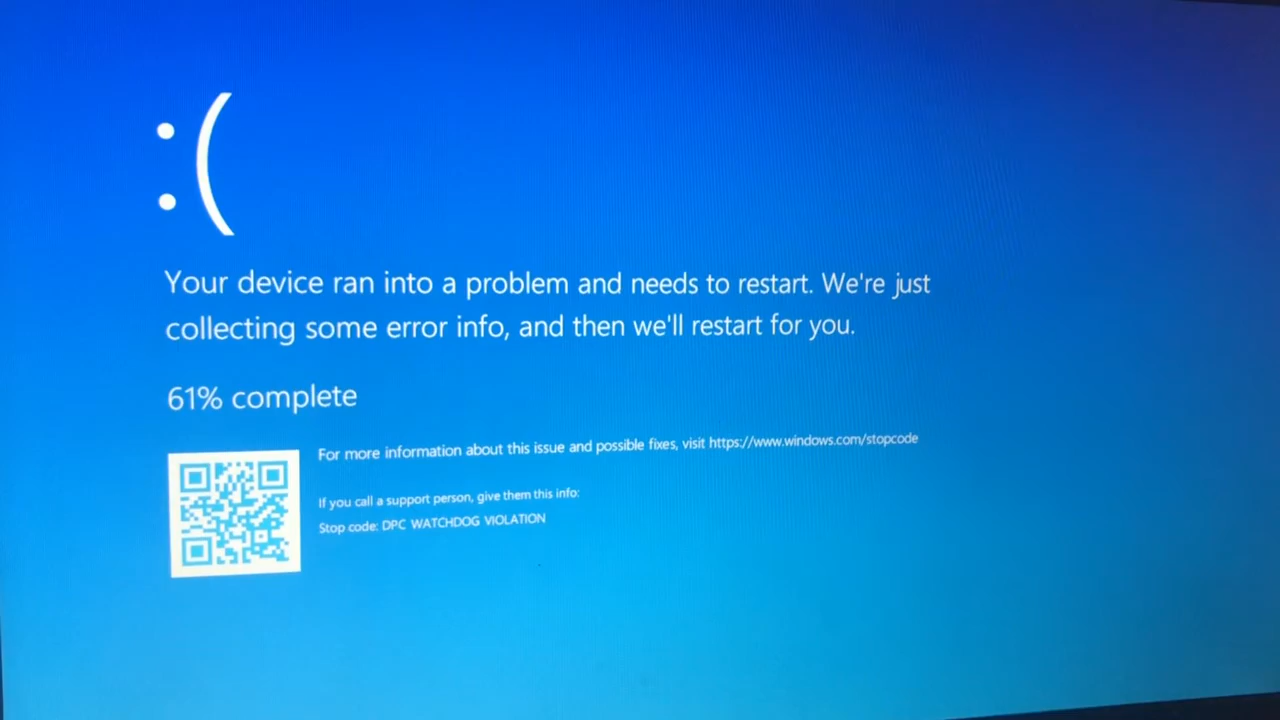 :(
Your device ran into a problem and needs to restart. We're just
collecting some error info, and then we'll restart for you.
61% complete
For more information about this issue and possible fixes, visit https://www.windows.com/stopcode
If you call a support person, give them this info:
Stop code: DPC WATCHDOG VIOLATION